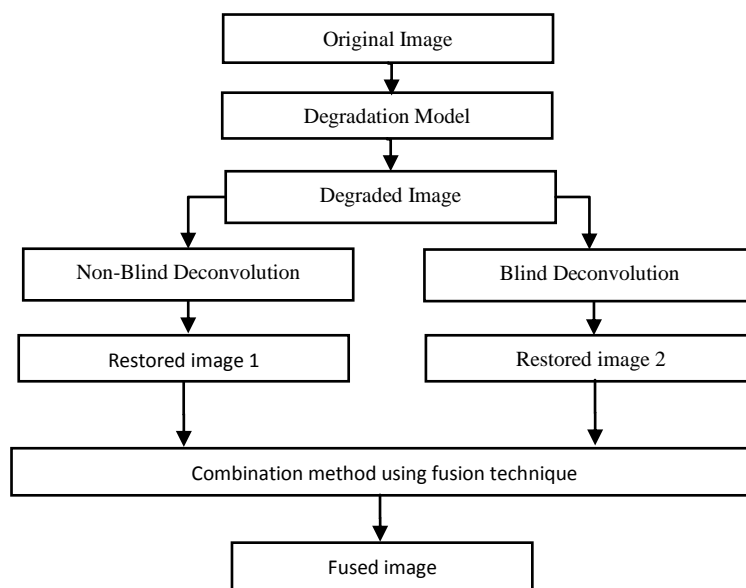 Original Image
Degradation Model
Degraded Image
Non-Blind Deconvolution
Blind Deconvolution
Restored image 1
Restored image 2
Combination method using fusion technique
Fused image